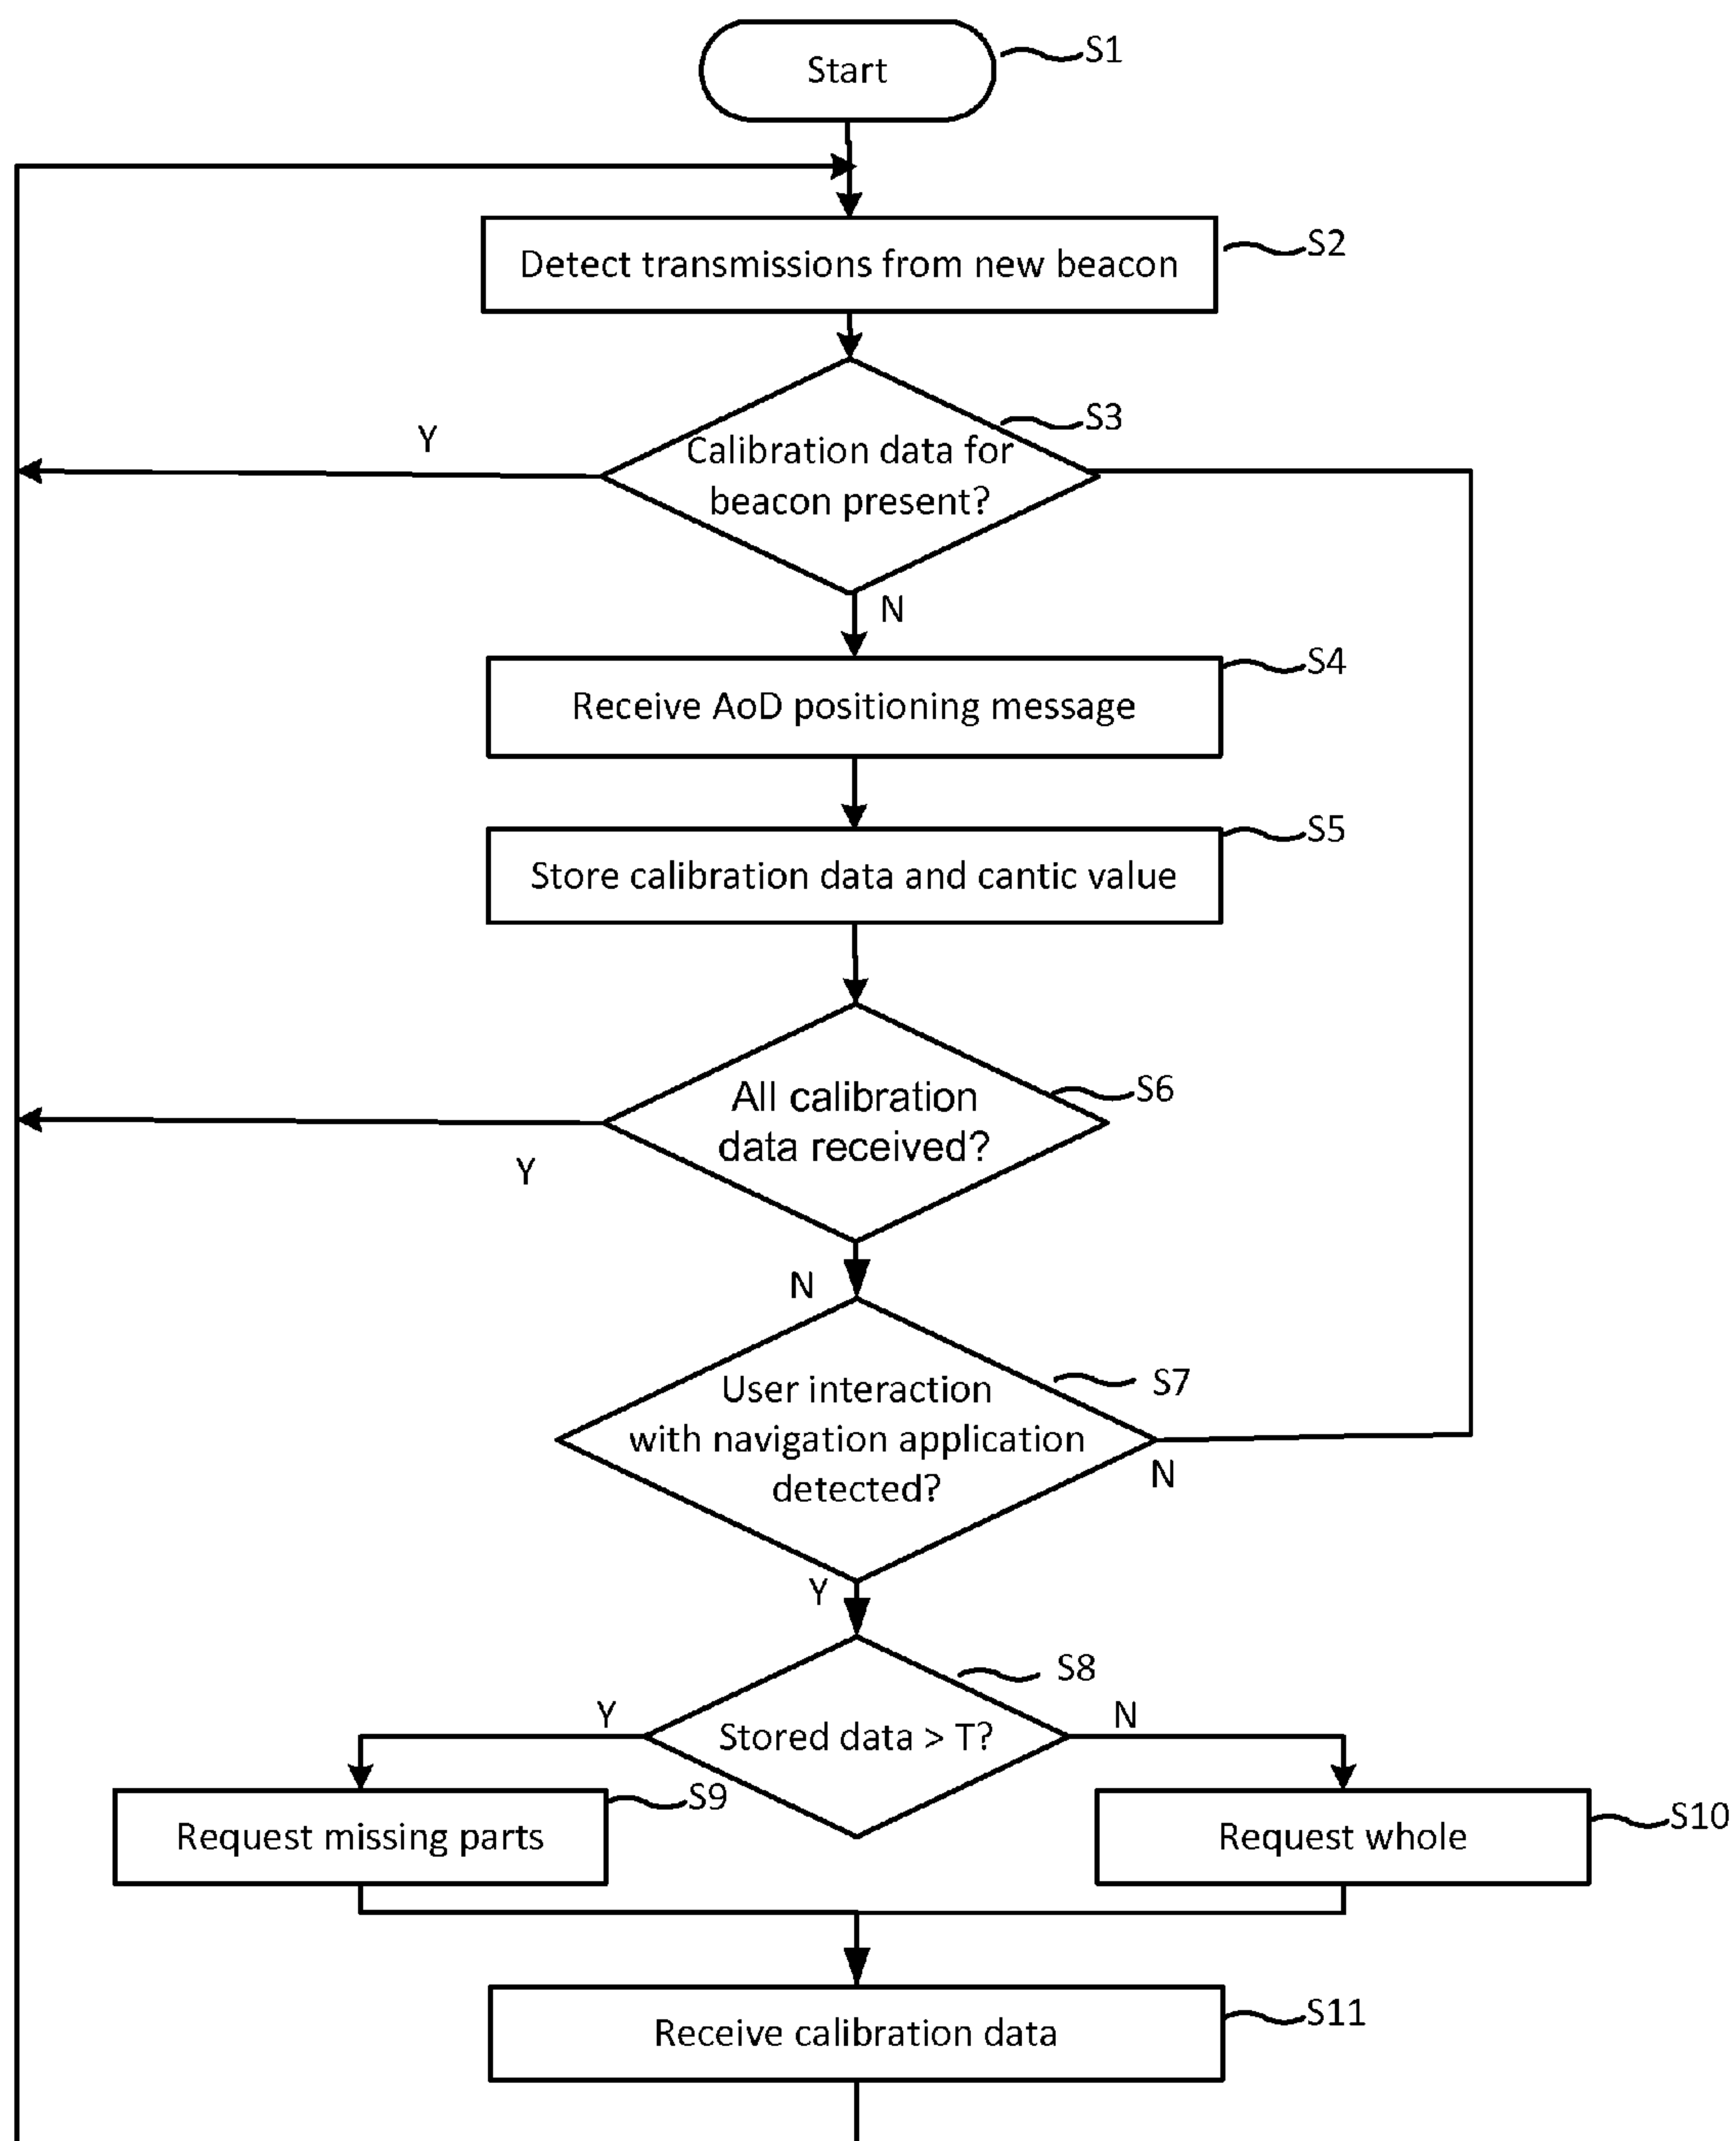 Start
S1
Detect transmissions from new beacon
S2
S3
Y
Calibration data for
beacon present?
N
S4
Receive AoD positioning message
S5
Store calibration data and cantic value
S6
All calibration
data received?
Y
N
S7
User interaction
with navigation application
detected?
N
Y
S8
Y
N
Stored data > T?
S9
Request missing parts
S10
Request whole
S11
Receive calibration data